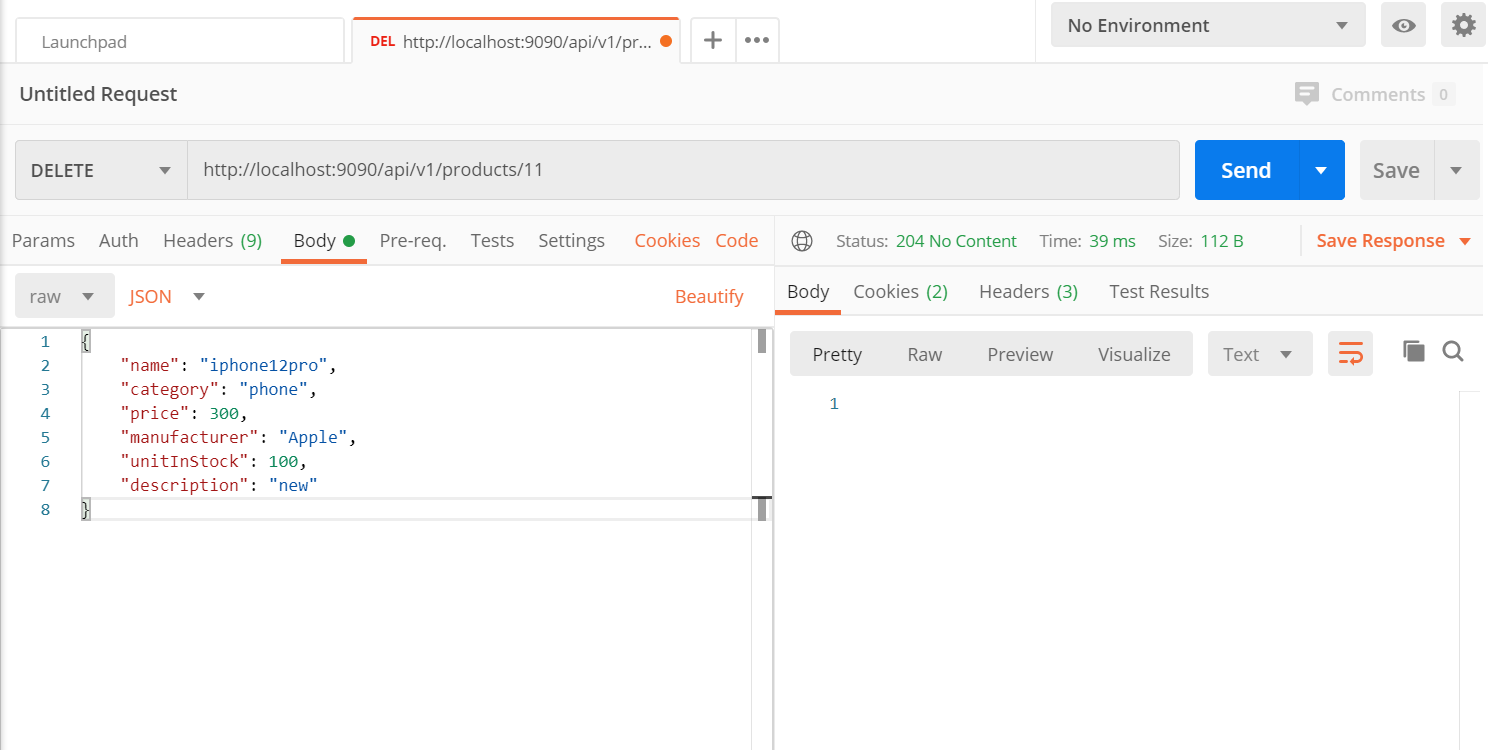 Launchpad
DEL http://localhost:9090/api/v1/pr...
No Environment
Untitled Request
Comments 0
DELETE http://localhost:9090/api/v1/products/11
Send
Save
Params Auth Headers (9) Body Pre-req. Tests Settings Cookies Code
Status: 204 No Content Time: 39 ms Size: 112 B Save Response
raw JSON Beautify
Body Cookies (2) Headers (3) Test Results
Pretty Raw Preview Visualize Text
1 {
2 "name": "iphone12pro",
3 "category": "phone",
4 "price": 300,
5 "manufacturer": "Apple",
6 "unitInStock": 100,
7 "description": "new"
8 }
1